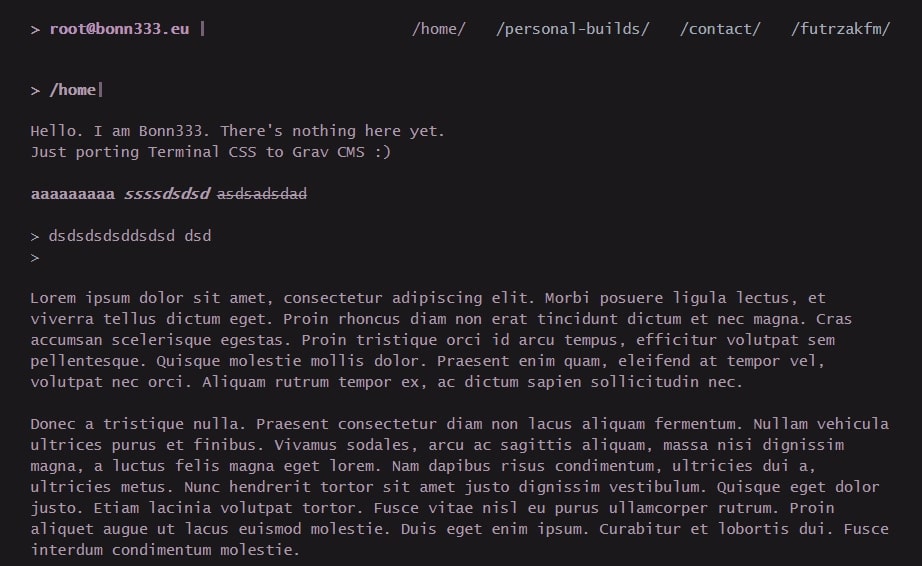 > root@bonn333.eu | /home/ /personal-builds/ /contact/ /futrzakfm/
> /home|
Hello. I am Bonn333. There's nothing here yet.
Just porting Terminal CSS to Grav CMS :)
aaaaaaaaa ssssdsdsd asdsadsdad
> dsdsdsdsddsdsd dsd
>
Lorem ipsum dolor sit amet, consectetur adipiscing elit. Morbi posuere ligula lectus, et
viverra tellus dictum eget. Proin rhoncus diam non erat tincidunt dictum et nec magna. Cras
accumsan scelerisque egestas. Proin tristique orci id arcu tempus, efficitur volutpat sem
pellentesque. Quisque molestie mollis dolor. Praesent enim quam, eleifend at tempor vel,
volutpat nec orci. Aliquam rutrum tempor ex, ac dictum sapien sollicitudin nec.
Donec a tristique nulla. Praesent consectetur diam non lacus aliquam fermentum. Nullam vehicula
ultrices purus et finibus. Vivamus sodales, arcu ac sagittis aliquam, massa nisi dignissim
magna, a luctus felis magna eget lorem. Nam dapibus risus condimentum, ultricies dui a,
ultricies metus. Nunc hendrerit tortor sit amet justo dignissim vestibulum. Quisque eget dolor
justo. Etiam lacinia volutpat tortor. Fusce vitae nisl eu purus ullamcorper rutrum. Proin
aliquet augue ut lacus euismod molestie. Duis eget enim ipsum. Curabitur et lobortis dui. Fusce
interdum condimentum molestie.